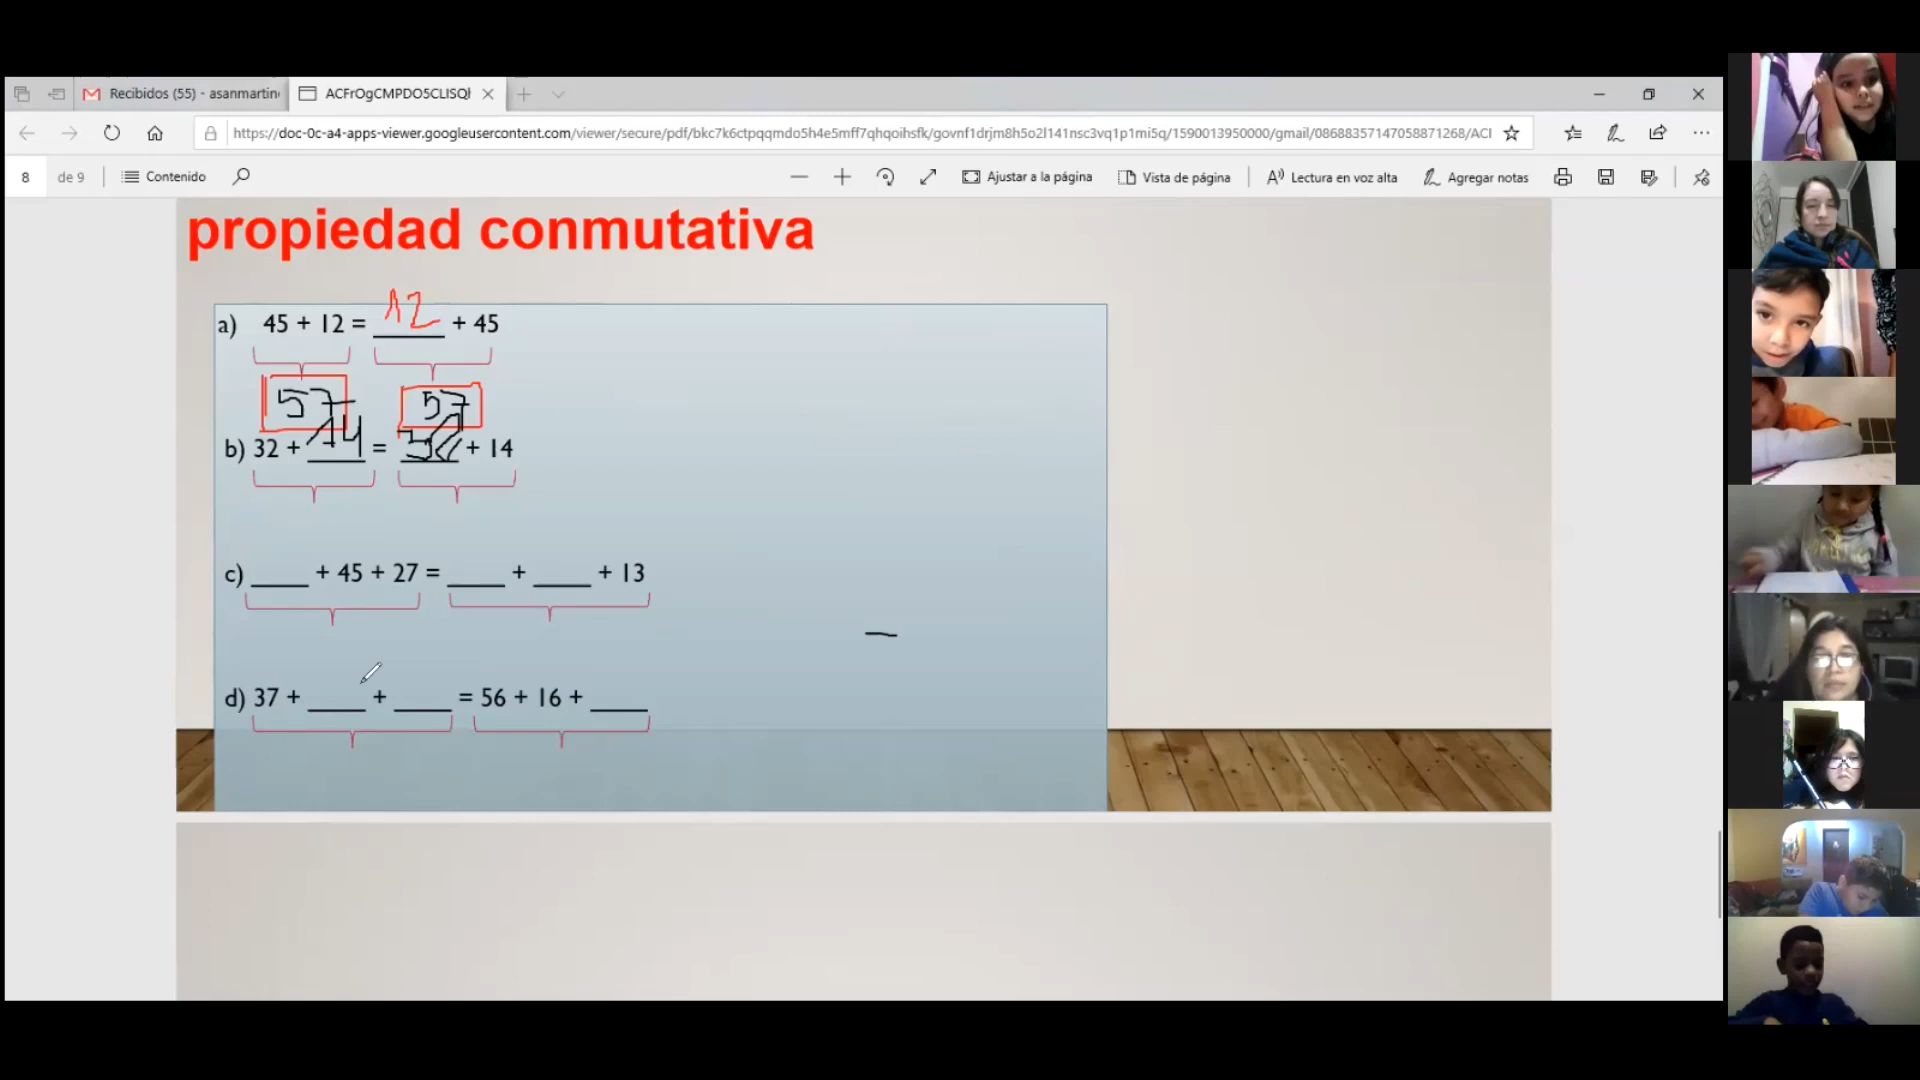 Recibidos (55) - asanmartin
ACFrOgCMPDO5CLISQl
https://doc-0c-a4-apps-viewer.googleusercontent.com/viewer/secure/pdf/bkc7k6ctpqqmdo5h4e5mff7qhqoihsfk/govnf1drjm8h5o2l141nsc3vq1p1mi5q/1590013950000/gmail/08688357147058871268/ACI
8 de 9 Contenido Ajustar a la página Vista de página Lectura en voz alta Agregar notas
propiedad conmutativa
a) 45 + 12 = 12 + 45
57 57
b) 32 + 14 = 32 + 14
c) ____ + 45 + 27 = ____ + ____ + 13
d) 37 + ____ + ____ = 56 + 16 + ____